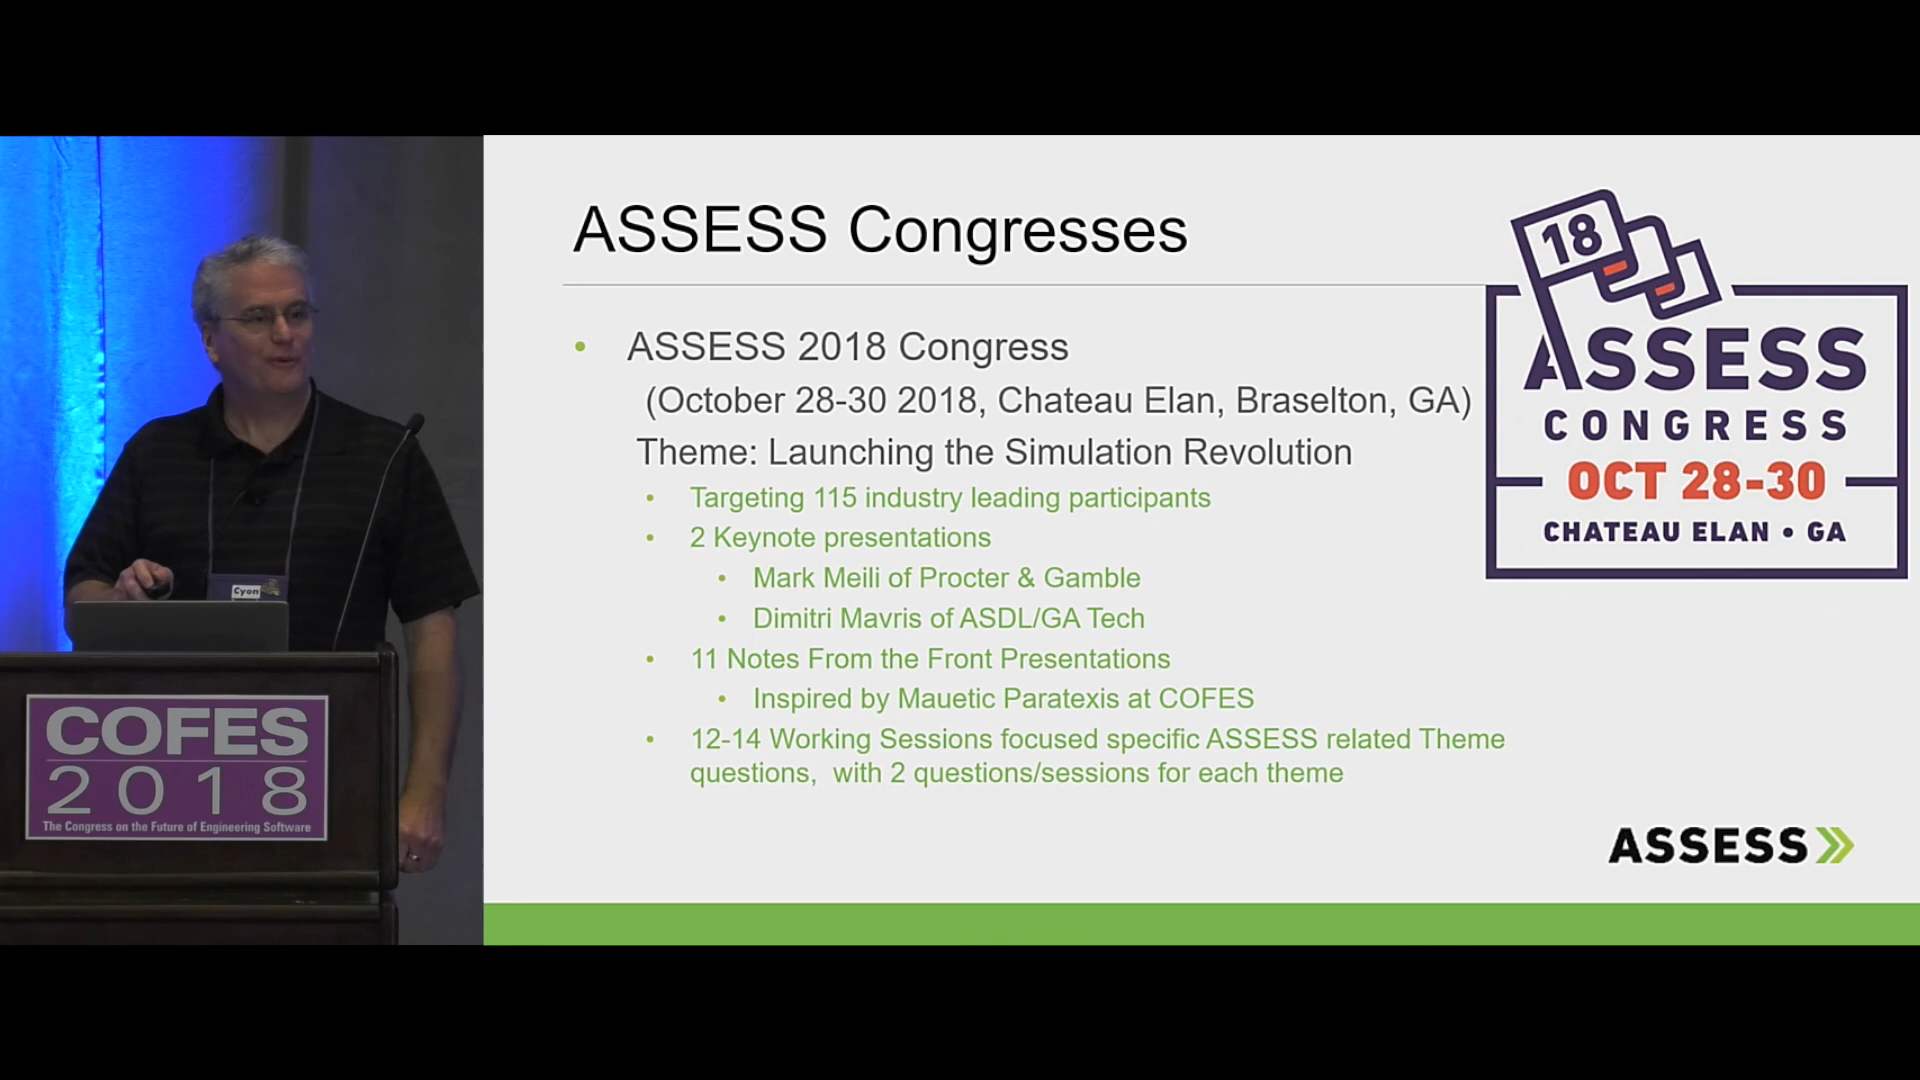 ASSESS Congresses
• ASSESS 2018 Congress
(October 28-30 2018, Chateau Elan, Braselton, GA)
Theme: Launching the Simulation Revolution
• Targeting 115 industry leading participants
• 2 Keynote presentations
• Mark Meili of Procter & Gamble
• Dimitri Mavris of ASDL/GA Tech
• 11 Notes From the Front Presentations
• Inspired by Mauetic Paratexis at COFES
• 12-14 Working Sessions focused specific ASSESS related Theme
questions, with 2 questions/sessions for each theme
18
ASSESS
CONGRESS
OCT 28-30
CHATEAU ELAN • GA
ASSESS
Cyon
COFES
2018
The Congress on the Future of Engineering Software